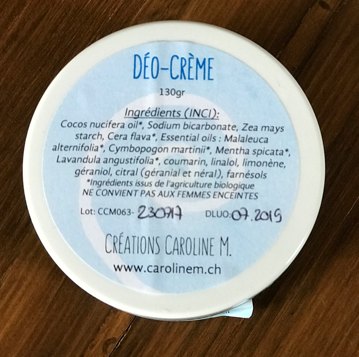 DÉO-CRÈME
130gr
Ingrédients (INCI):
Cocos nucifera oil*, Sodium bicarbonate, Zea mays
starch, Cera flava*. Essential oils : Malaleuca
alternifolia*, Cymbopogon martinii*, Mentha spicata*,
Lavandula angustifolia*, coumarin, linalol, limonène,
géraniol, citral (géranial et néral), farnésols
*Ingrédients issus de l'agriculture biologique
NE CONVIENT PAS AUX FEMMES ENCEINTES
Lot: CCM063- 230717 DLUO: 07.2019
CRÉATIONS CAROLINE M.
www.carolinem.ch